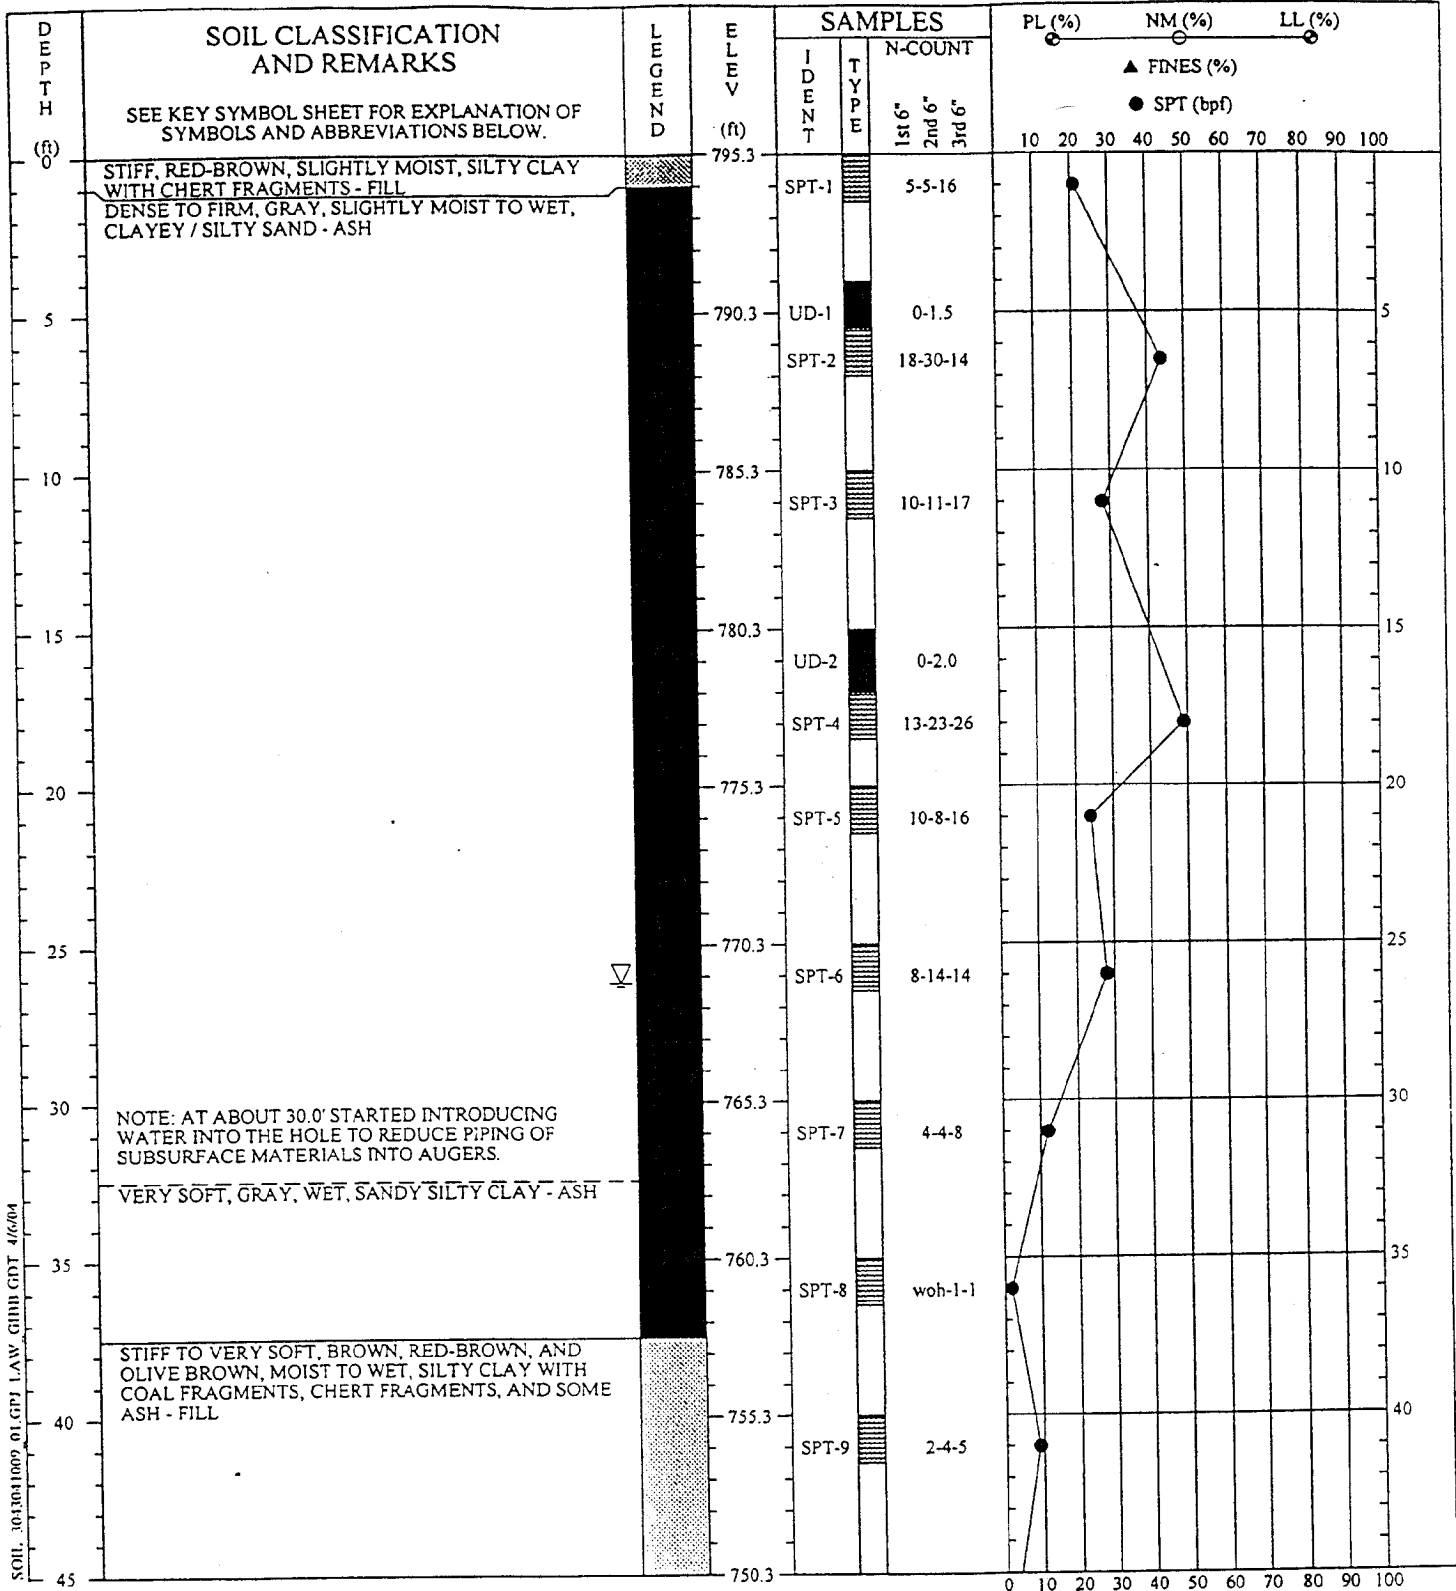 DEPTH (ft)
SOIL CLASSIFICATION
AND REMARKS
SEE KEY SYMBOL SHEET FOR EXPLANATION OF
SYMBOLS AND ABBREVIATIONS BELOW.
LEGEND
ELEV (ft)
SAMPLES
IDENT
TYPE
N-COUNT
1st 6"
2nd 6"
3rd 6"
PL (%) NM (%) LL (%)
▲ FINES (%)
● SPT (bpf)
10 20 30 40 50 60 70 80 90 100
0 795.3
STIFF, RED-BROWN, SLIGHTLY MOIST, SILTY CLAY
WITH CHERT FRAGMENTS - FILL
SPT-1 5-5-16
DENSE TO FIRM, GRAY, SLIGHTLY MOIST TO WET,
CLAYEY / SILTY SAND - ASH
5 790.3 UD-1 0-1.5 5
SPT-2 18-30-14
10 785.3 10
SPT-3 10-11-17
15 780.3 15
UD-2 0-2.0
SPT-4 13-23-26
20 775.3 20
SPT-5 10-8-16
25 770.3 25
SPT-6 8-14-14
30 765.3 30
NOTE: AT ABOUT 30.0' STARTED INTRODUCING
WATER INTO THE HOLE TO REDUCE PIPING OF
SUBSURFACE MATERIALS INTO AUGERS.
SPT-7 4-4-8
VERY SOFT, GRAY, WET, SANDY SILTY CLAY - ASH
35 760.3 35
SPT-8 woh-1-1
STIFF TO VERY SOFT, BROWN, RED-BROWN, AND
OLIVE BROWN, MOIST TO WET, SILTY CLAY WITH
COAL FRAGMENTS, CHERT FRAGMENTS, AND SOME
ASH - FILL
40 755.3 40
SPT-9 2-4-5
45 750.3
0 10 20 30 40 50 60 70 80 90 100
SOIL LAW GIBB GDT 4/6/04